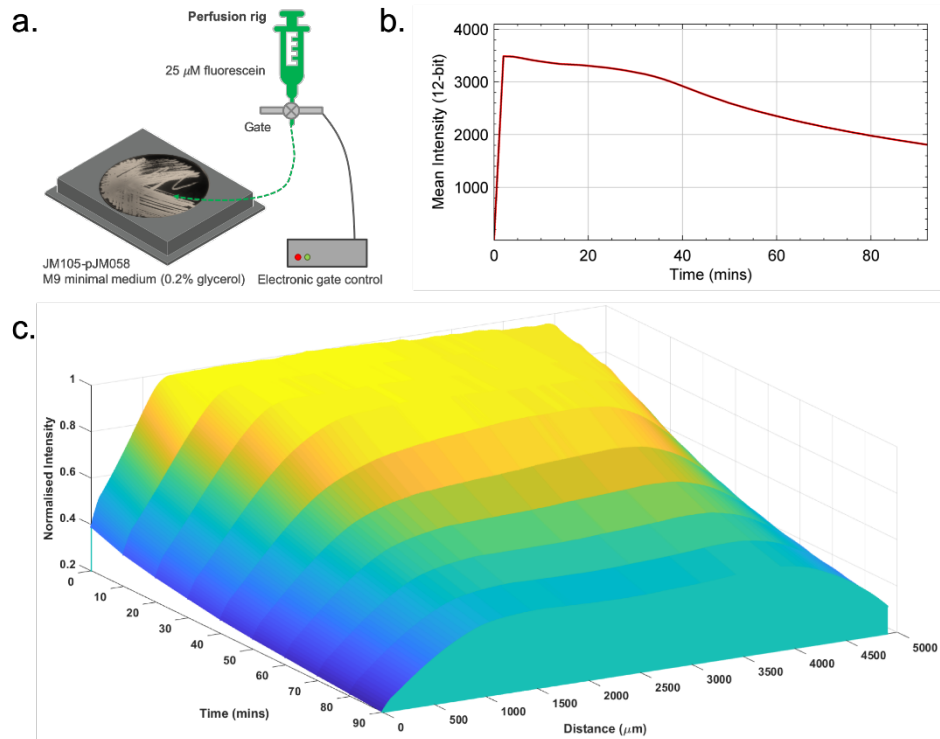 a.
Perfusion rig
25 μM fluorescein
Gate
JM105-pJM058
M9 minimal medium (0.2% glycerol)
Electronic gate control
b.
Mean Intensity (12-bit)
4000
3000
2000
1000
0
20
40
60
80
Time (mins)
c.
Normalised Intensity
1
0.8
0.6
0.4
0.2
0
10
20
30
40
50
60
70
80
90
Time (mins)
0
500
1000
1500
2000
2500
3000
3500
4000
4500
5000
Distance (μm)